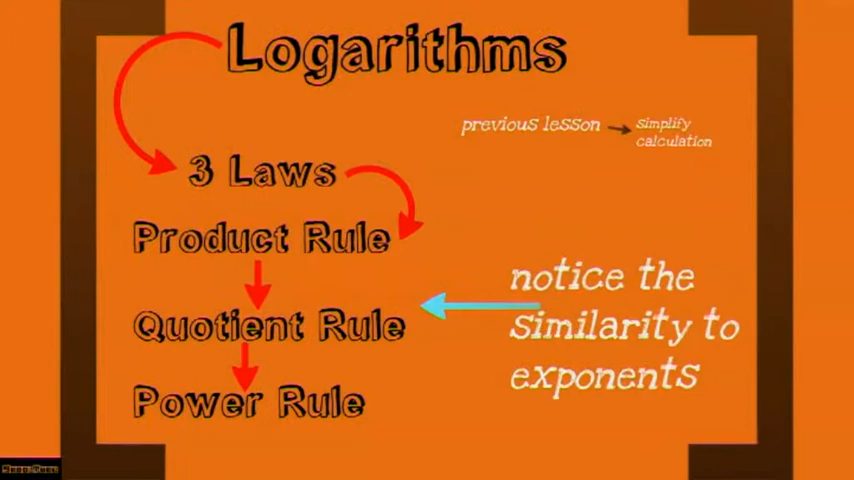 Logarithms
previous lesson
simplify
calculation
3 Laws
Product Rule
Quotient Rule
Power Rule
notice the
similarity to
exponents